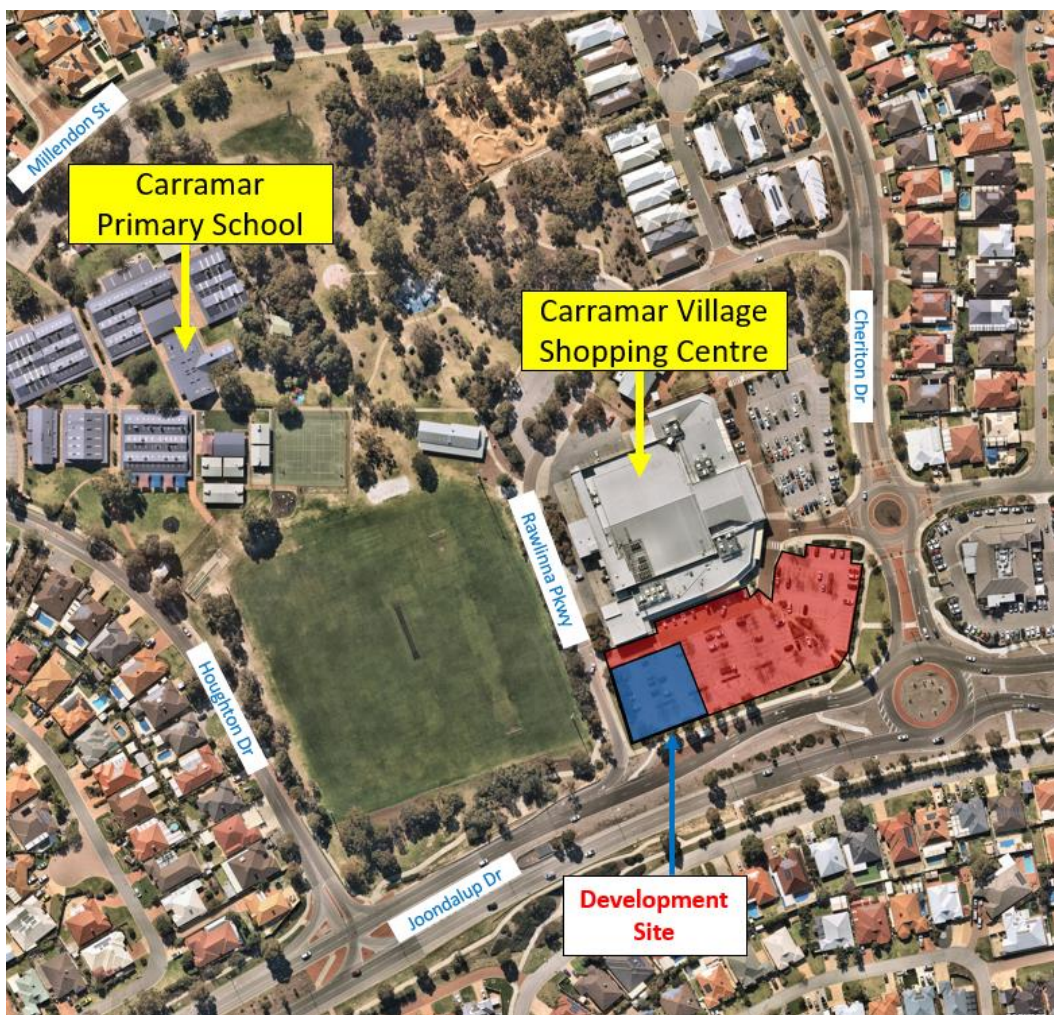 Millendon St
Carramar
Primary School
Carramar Village
Shopping Centre
Cheriton Dr
Rawlinna Pkwy
Houghton Dr
Joondalup Dr
Development
Site